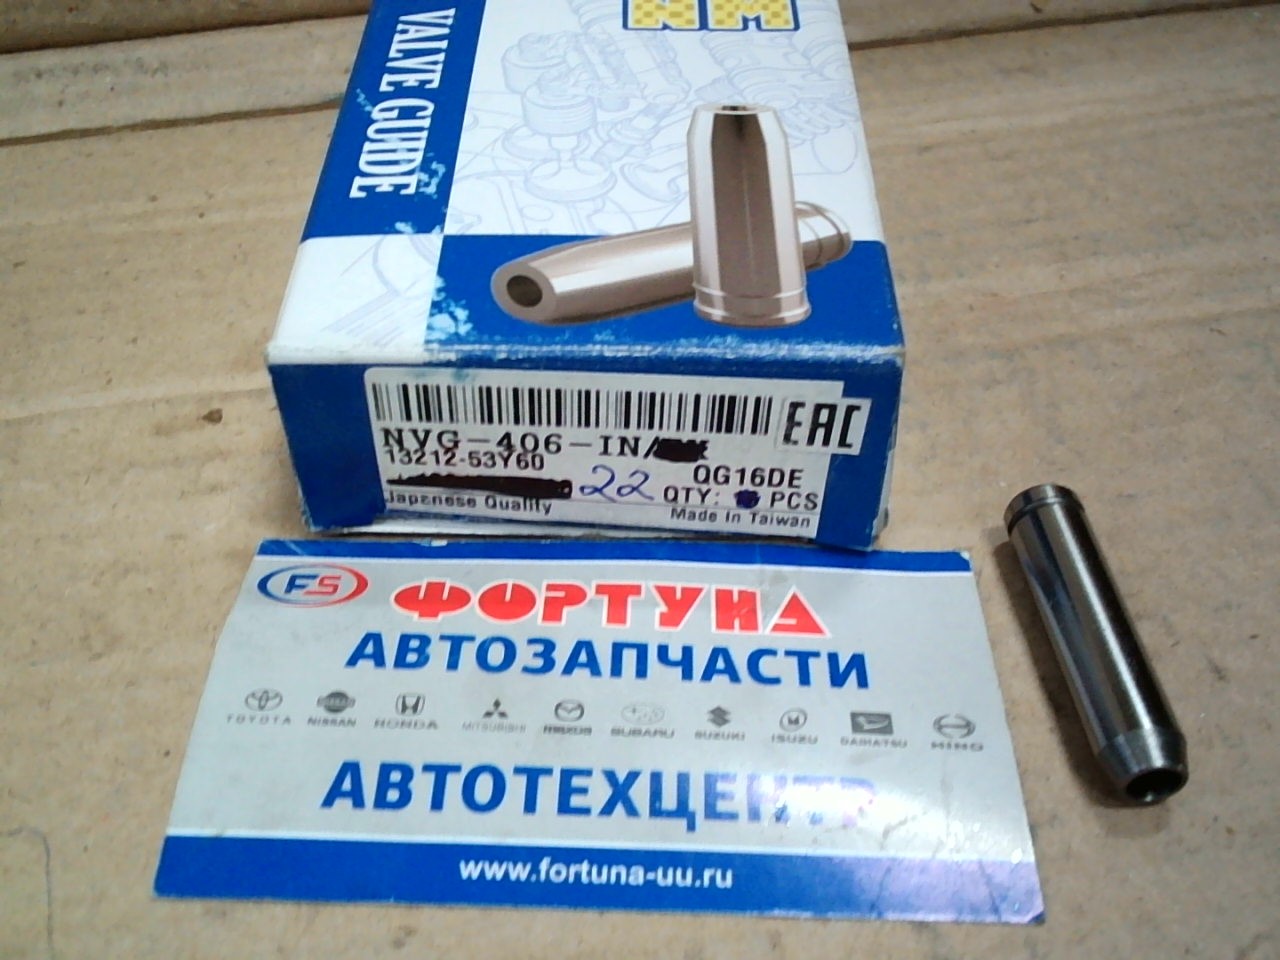 NM
VALVE GUIDE
NVG-406-IN/
EAC
13212-53Y60
QG16DE
22
QTY: PCS
Japanese Quality
Made In Taiwan
FS
ФОРТУНА
АВТОЗАПЧАСТИ
TOYOTA NISSAN HONDA MITSUBISHI mazda SUBARU SUZUKI ISUZU DAIHATSU HINO
АВТОТЕХЦЕНТР
www.fortuna-uu.ru